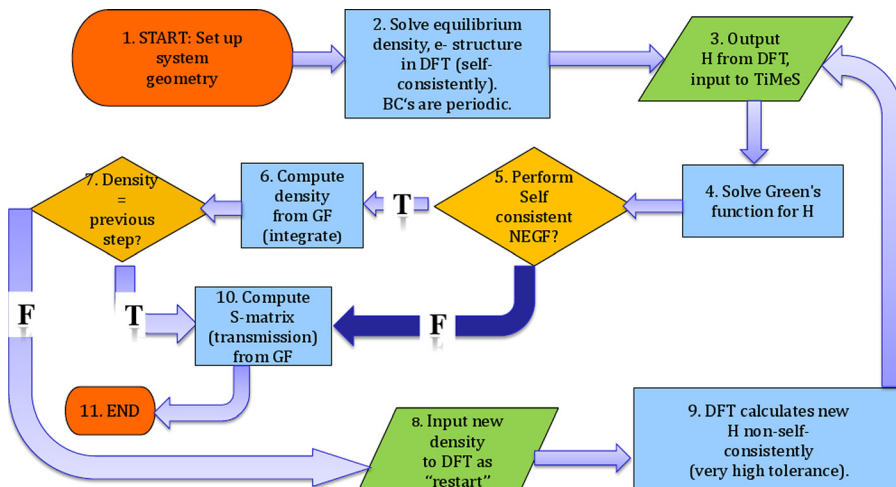 1. START: Set up
system
geometry
2. Solve equilibrium
density, e- structure
in DFT (self-
consistently).
BC‘s are periodic.
3. Output
H from DFT,
input to TiMeS
4. Solve Green's
function for H
5. Perform
Self
consistent
NEGF?
T
6. Compute
density
from GF
(integrate)
7. Density
=
previous
step?
F
T
10. Compute
S-matrix
(transmission)
from GF
F
11. END
8. Input new
density
to DFT as
“restart”
9. DFT calculates new
H non-self-
consistently
(very high tolerance).